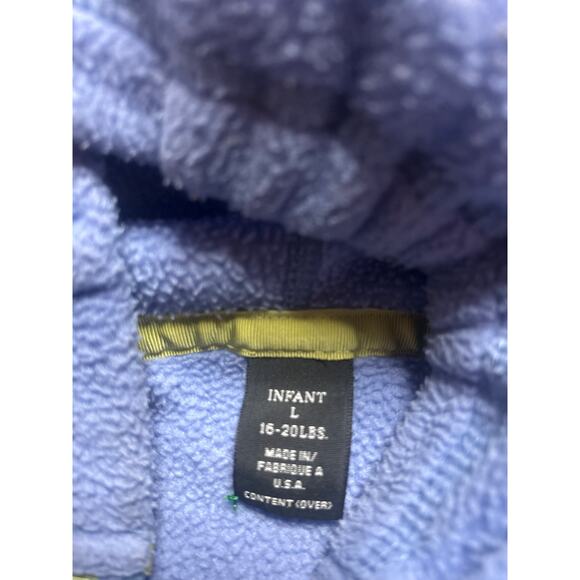 INFANT
L
16-20LBS.
MADE IN/
FABRIQUE A
U.S.A.
CONTENT (OVER)